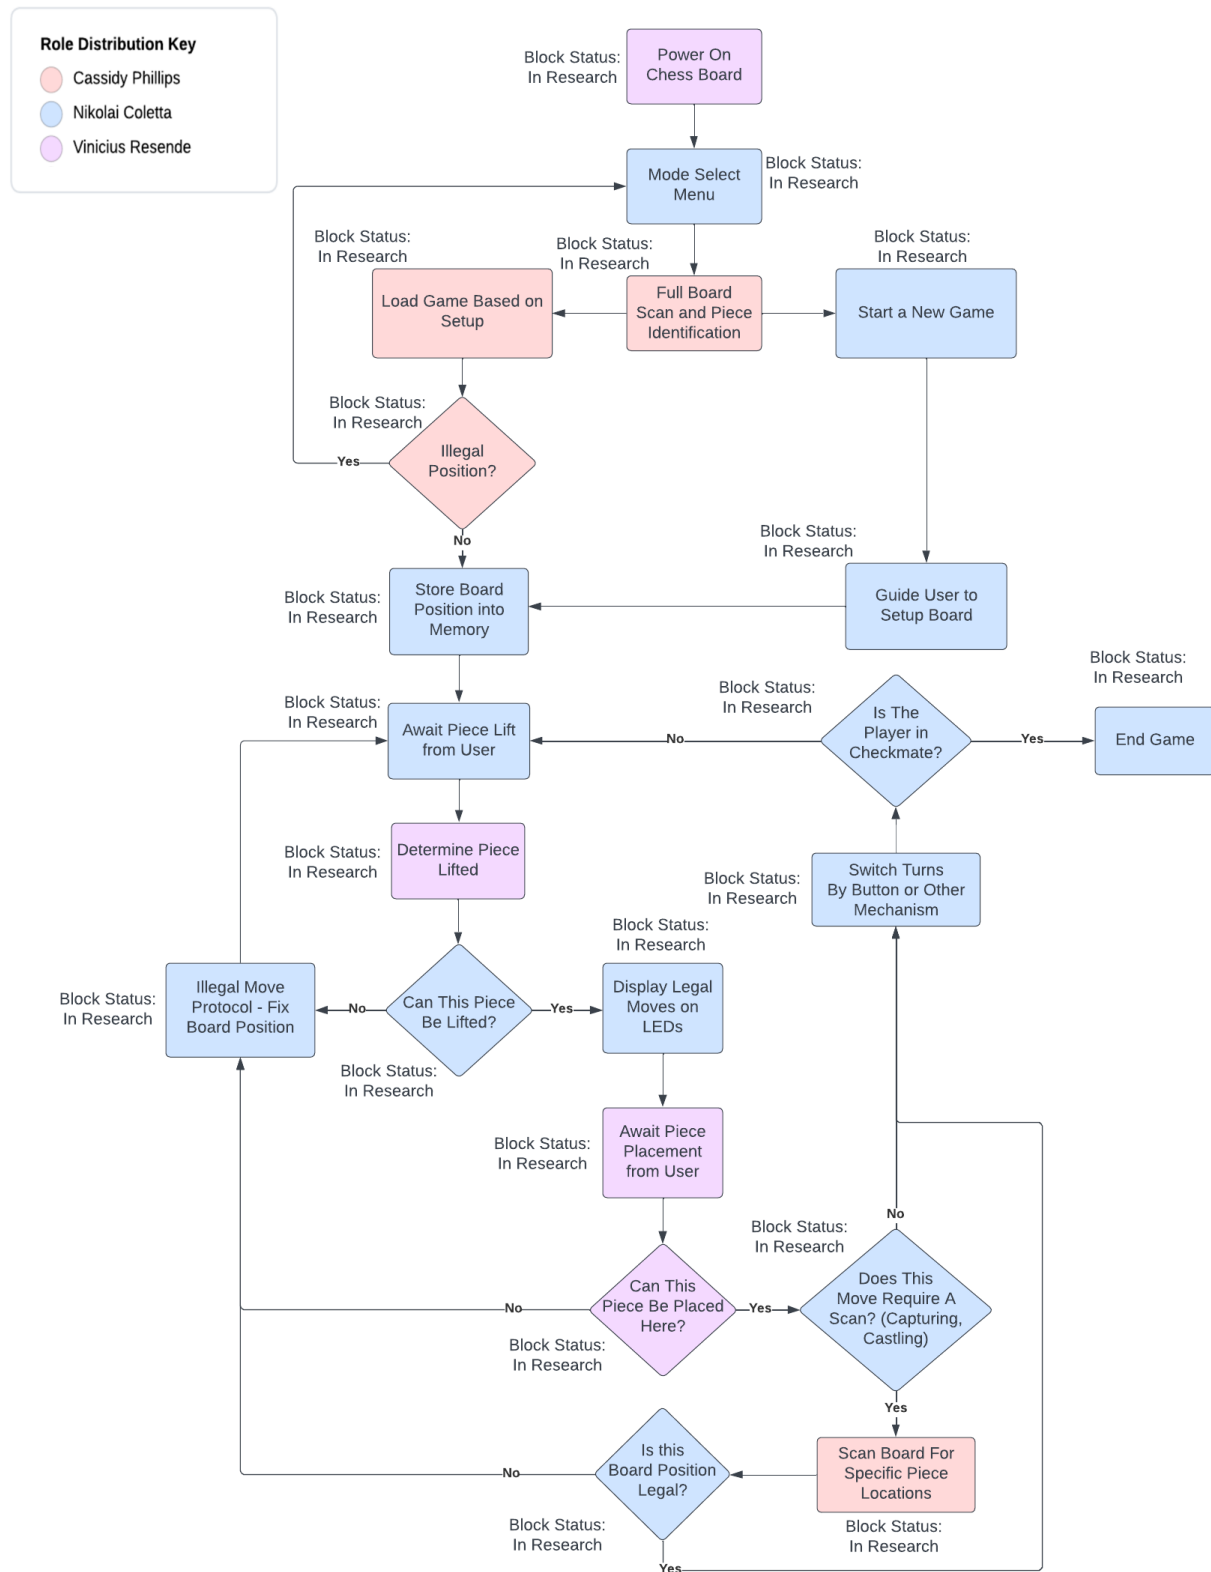 Role Distribution Key
Cassidy Phillips
Nikolai Coletta
Vinicius Resende
Block Status:
In Research
Power On
Chess Board
Mode Select
Menu
Block Status:
In Research
Block Status:
In Research
Load Game Based on
Setup
Block Status:
In Research
Full Board
Scan and Piece
Identification
Block Status:
In Research
Start a New Game
Block Status:
In Research
Illegal
Position?
Yes
No
Block Status:
In Research
Store Board
Position into
Memory
Block Status:
In Research
Guide User to
Setup Board
Block Status:
In Research
Await Piece Lift
from User
No
Block Status:
In Research
Is The
Player in
Checkmate?
Yes
Block Status:
In Research
End Game
Block Status:
In Research
Determine Piece
Lifted
Block Status:
In Research
Switch Turns
By Button or Other
Mechanism
Block Status:
In Research
Illegal Move
Protocol - Fix
Board Position
No
Can This Piece
Be Lifted?
Block Status:
In Research
Yes
Block Status:
In Research
Display Legal
Moves on
LEDs
Block Status:
In Research
Await Piece
Placement
from User
No
Can This
Piece Be Placed
Here?
Block Status:
In Research
Yes
No
Block Status:
In Research
Does This
Move Require A
Scan? (Capturing,
Castling)
Yes
No
Is this
Board Position
Legal?
Block Status:
In Research
Scan Board For
Specific Piece
Locations
Block Status:
In Research
Yes